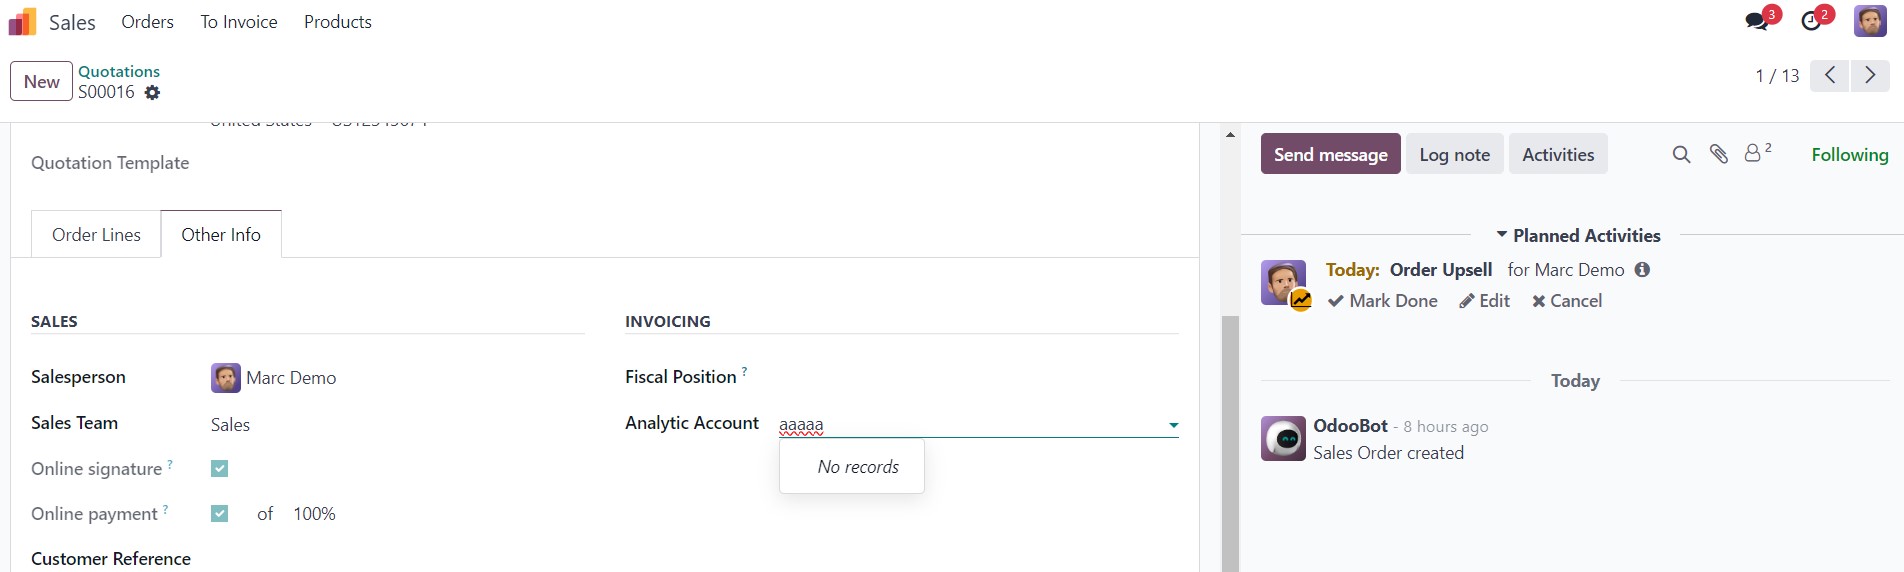 Sales Orders To Invoice Products 3 2
New Quotations
S00016 1 / 13
Quotation Template
Send message Log note Activities 2 Following
Order Lines Other Info
Planned Activities
Today: Order Upsell for Marc Demo
Mark Done Edit Cancel
SALES INVOICING
Salesperson Marc Demo Fiscal Position ?
Today
Sales Team Sales Analytic Account aaaaa
OdooBot - 8 hours ago
Sales Order created
Online signature ? No records
Online payment ? of 100%
Customer Reference